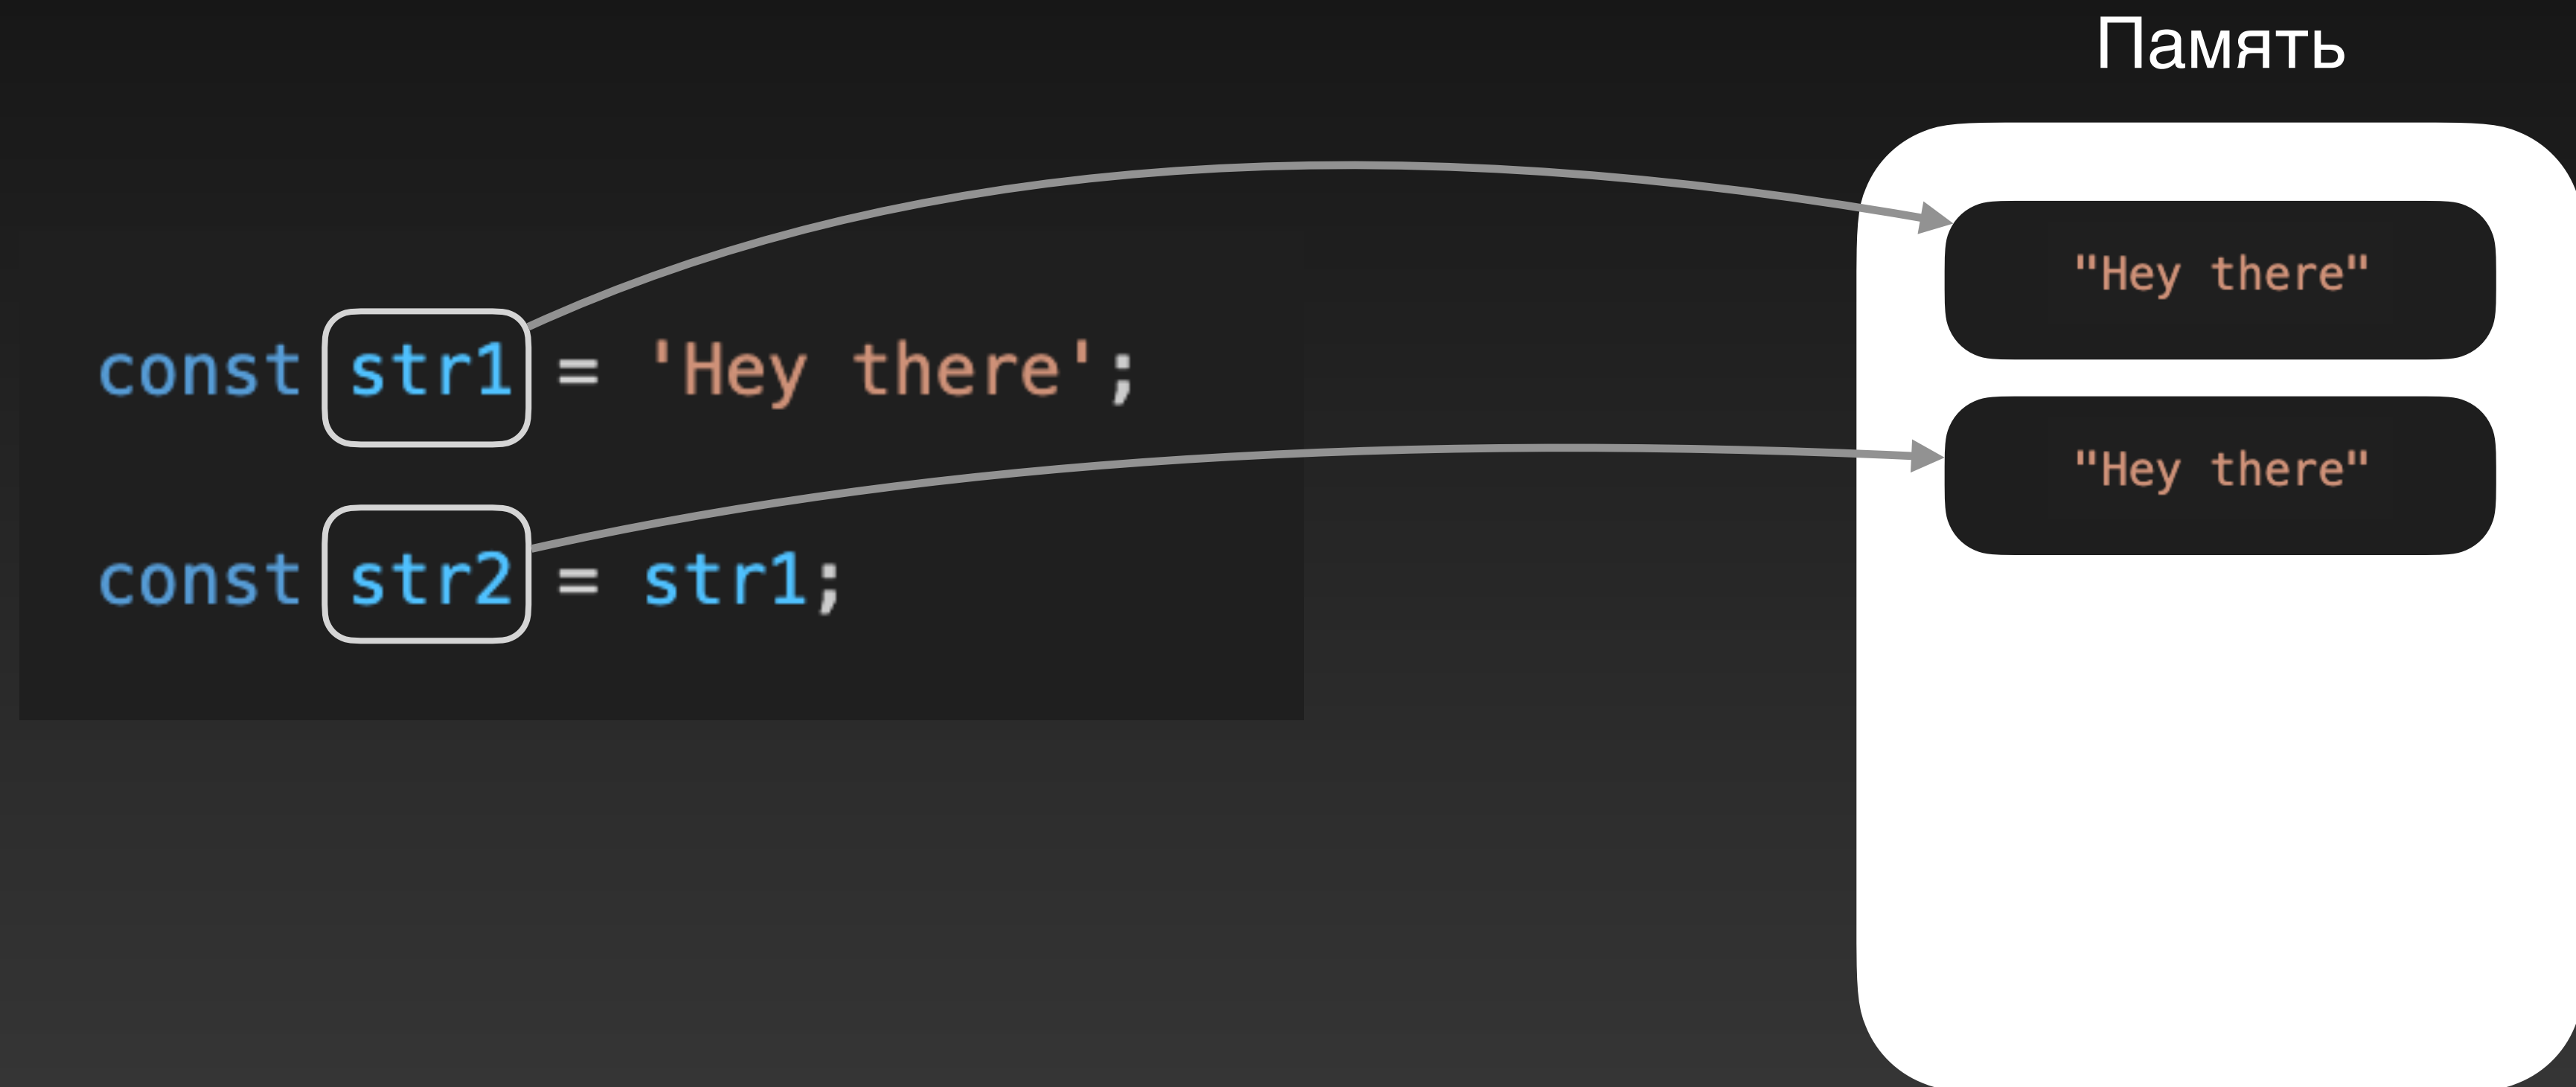 Память
const str1 = 'Hey there';
const str2 = str1;
"Hey there"
"Hey there"